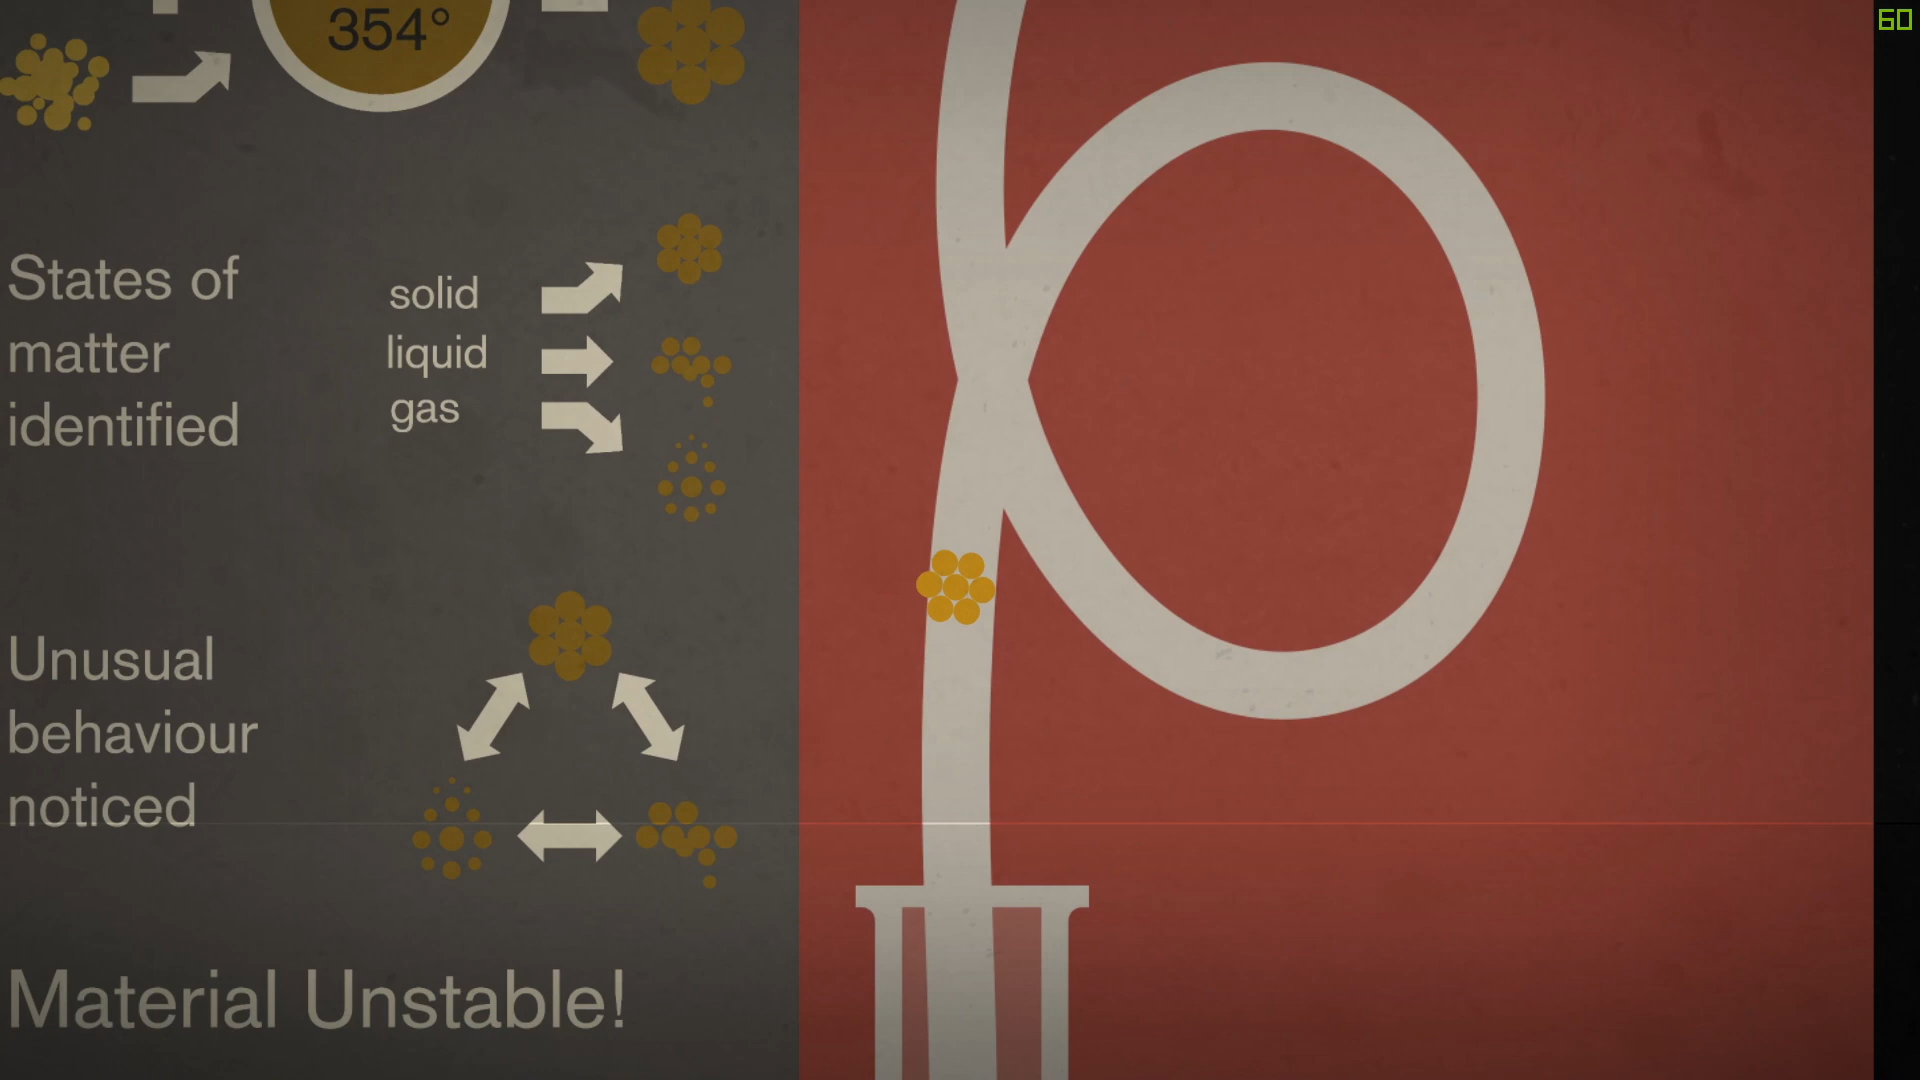 354°
60
States of
matter
identified
solid
liquid
gas
Unusual
behaviour
noticed
Material Unstable!